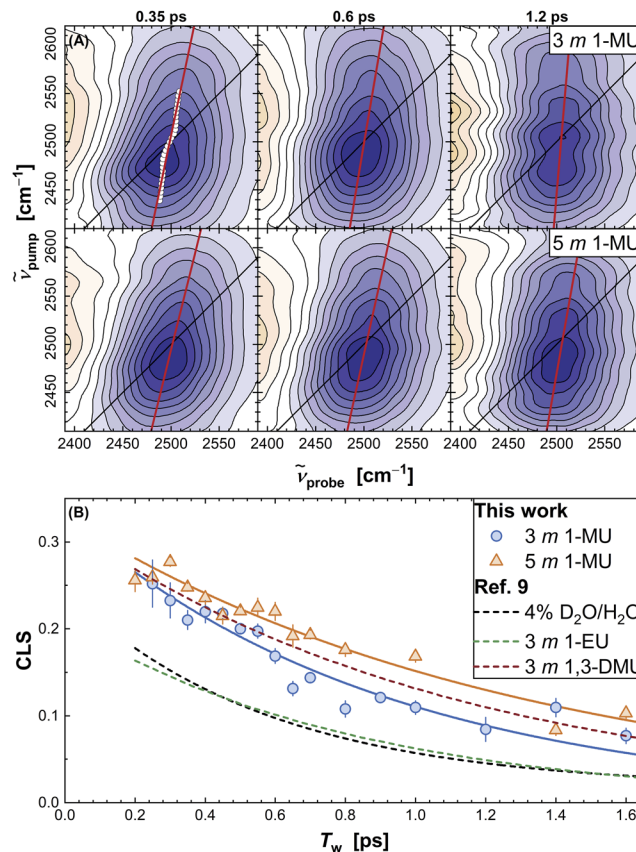 0.35 ps 0.6 ps 1.2 ps
(A) 3 m 1-MU
2600
2550
2500
2450
5 m 1-MU
2600
2550
2500
2450
ν̃pump [cm⁻¹]
2400 2450 2500 2550 2400 2450 2500 2550 2400 2450 2500 2550
ν̃probe [cm⁻¹]
(B)
This work
3 m 1-MU
5 m 1-MU
Ref. 9
4% D₂O/H₂O
3 m 1-EU
3 m 1,3-DMU
CLS
0.3
0.2
0.1
0.0
0.0 0.2 0.4 0.6 0.8 1.0 1.2 1.4 1.6
Tw [ps]